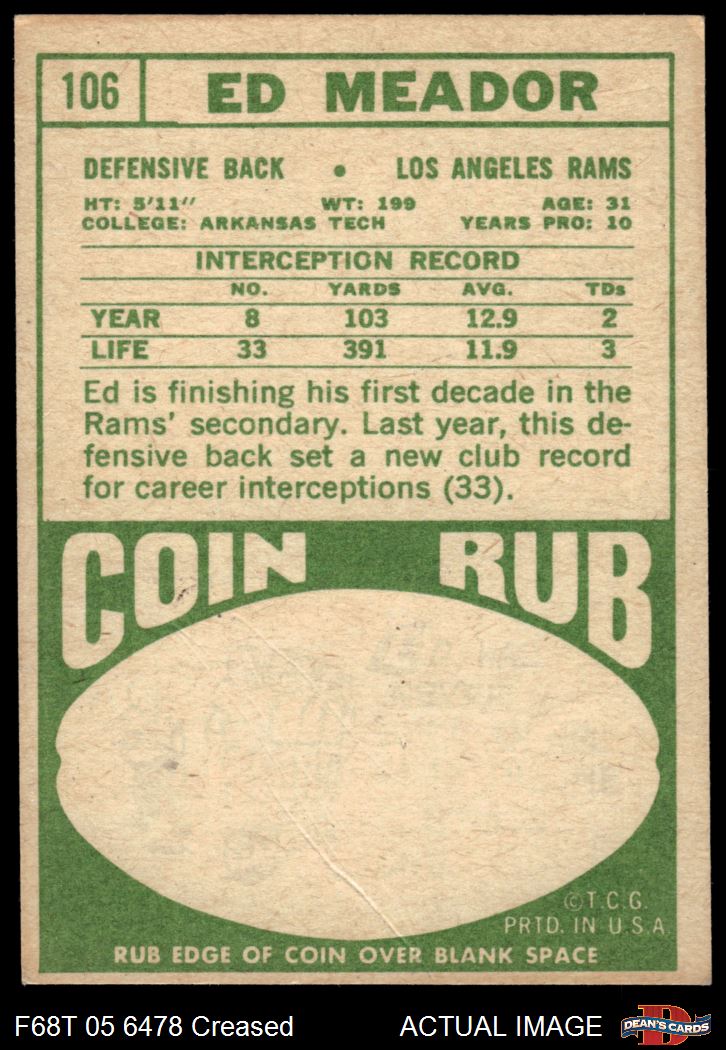 106 ED MEADOR
DEFENSIVE BACK • LOS ANGELES RAMS
HT: 5'11" WT: 199 AGE: 31
COLLEGE: ARKANSAS TECH YEARS PRO: 10
INTERCEPTION RECORD
NO. YARDS AVG. TDs
YEAR 8 103 12.9 2
LIFE 33 391 11.9 3
Ed is finishing his first decade in the
Rams' secondary. Last year, this de-
fensive back set a new club record
for career interceptions (33).
COIN RUB
©T.C.G.
PRTD. IN U.S.A.
RUB EDGE OF COIN OVER BLANK SPACE
F68T 05 6478 Creased ACTUAL IMAGE
D
DEAN'S CARDS